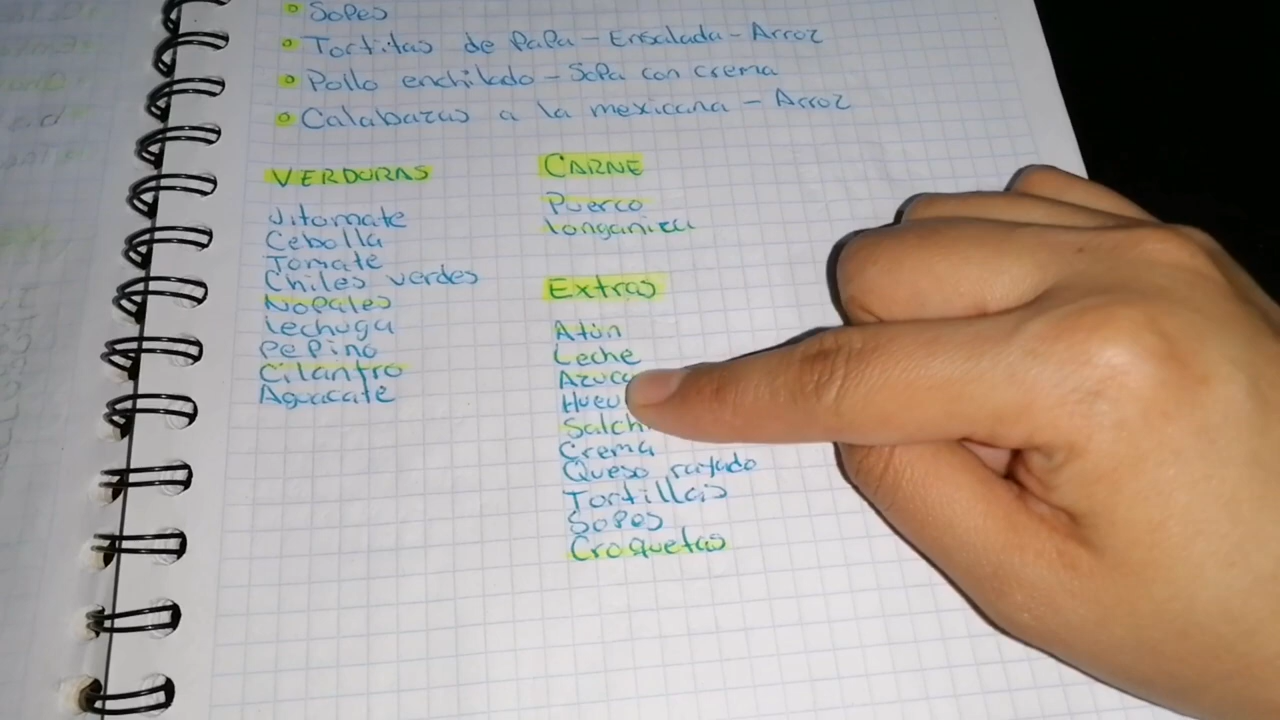 Sopes
Tortitas de papa - Ensalada - Arroz
Pollo enchilado - Sopa con crema
Calabazas a la mexicana - Arroz
VERDURAS
Jitomate
Cebolla
Tomate
Chiles verdes
Nopales
lechuga
Pepino
Cilantro
Aguacate
CARNE
Puerco
longaniza
Extras
Atún
Leche
Crema
Queso rayado
Tortillas
Sopes
Croquetas